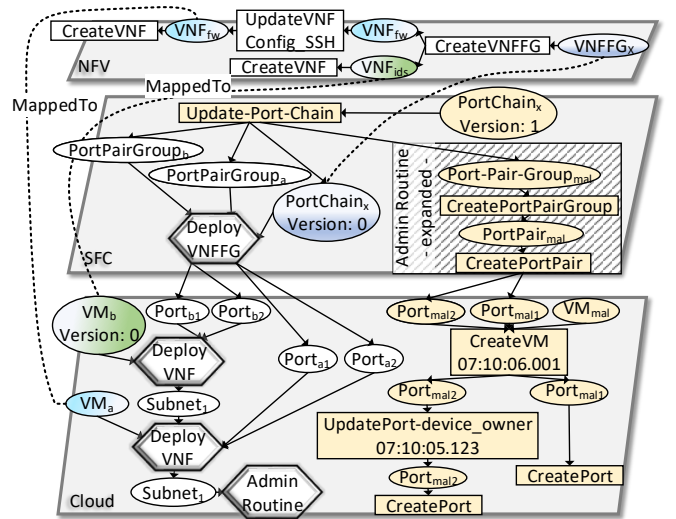 CreateVNF
VNFfw
UpdateVNF
Config_SSH
VNFfw
CreateVNFFG
VNFFGx
CreateVNF
VNFids
NFV
MappedTo
MappedTo
Update-Port-Chain
PortChainx
Version: 1
PortPairGroupb
PortPairGroupa
PortChainx
Version: 0
Admin Routine
- expanded -
Port-Pair-Groupmal
CreatePortPairGroup
PortPairmal
CreatePortPair
Deploy
VNFFG
SFC
VMb
Version: 0
Portb1
Portb2
Portmal2
Portmal1
VMmal
Deploy
VNF
Porta1
Porta2
CreateVM
07:10:06.001
VMa
Subnet1
Portmal2
Portmal1
Deploy
VNF
UpdatePort-device_owner
07:10:05.123
Subnet1
Admin
Routine
Portmal2
CreatePort
CreatePort
Cloud